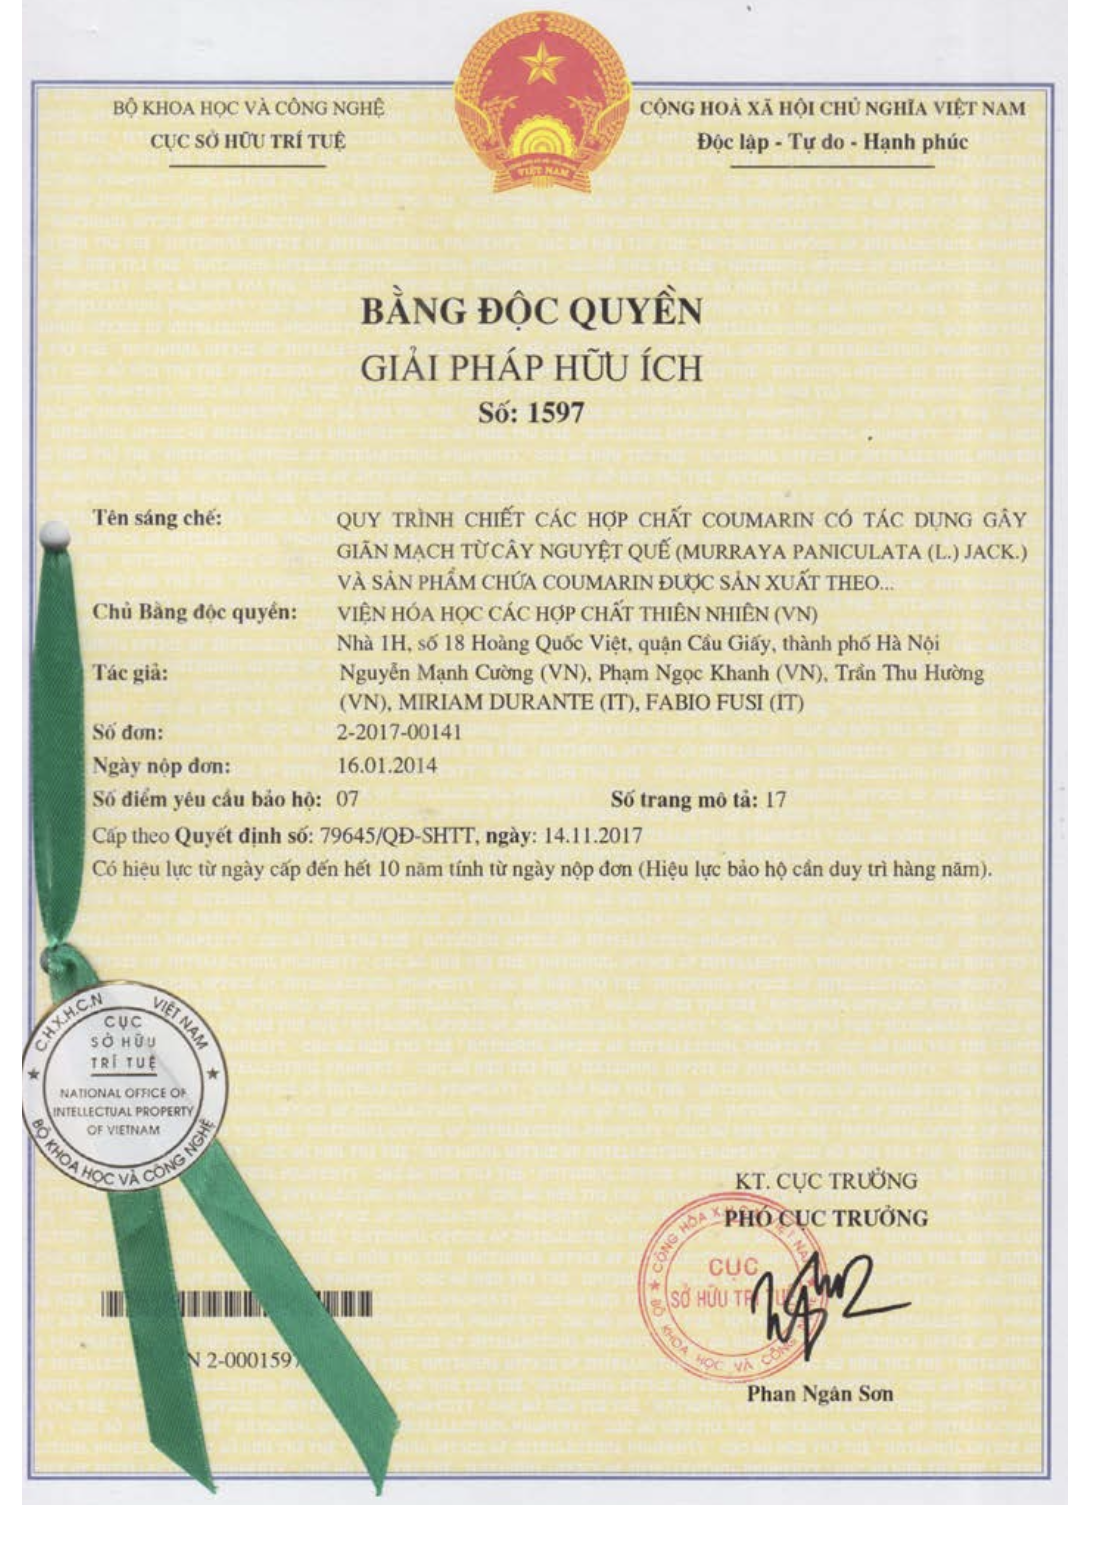 BỘ KHOA HỌC VÀ CÔNG NGHỆ
CỤC SỞ HỮU TRÍ TUỆ
CỘNG HOÀ XÃ HỘI CHỦ NGHĨA VIỆT NAM
Độc lập - Tự do - Hạnh phúc
VIỆT NAM
BẰNG ĐỘC QUYỀN
GIẢI PHÁP HỮU ÍCH
Số: 1597
Tên sáng chế: QUY TRÌNH CHIẾT CÁC HỢP CHẤT COUMARIN CÓ TÁC DỤNG GÂY
GIÃN MẠCH TỪ CÂY NGUYỆT QUẾ (MURRAYA PANICULATA (L.) JACK.)
VÀ SẢN PHẨM CHỨA COUMARIN ĐƯỢC SẢN XUẤT THEO...
Chủ Bằng độc quyền: VIỆN HÓA HỌC CÁC HỢP CHẤT THIÊN NHIÊN (VN)
Nhà 1H, số 18 Hoàng Quốc Việt, quận Cầu Giấy, thành phố Hà Nội
Tác giả: Nguyễn Mạnh Cường (VN), Phạm Ngọc Khanh (VN), Trần Thu Hường
(VN), MIRIAM DURANTE (IT), FABIO FUSI (IT)
Số đơn: 2-2017-00141
Ngày nộp đơn: 16.01.2014
Số điểm yêu cầu bảo hộ: 07 Số trang mô tả: 17
Cấp theo Quyết định số: 79645/QĐ-SHTT, ngày: 14.11.2017
Có hiệu lực từ ngày cấp đến hết 10 năm tính từ ngày nộp đơn (Hiệu lực bảo hộ cần duy trì hàng năm).
C.H.X.H.C.N VIỆT NAM
CỤC
SỞ HỮU
TRÍ TUỆ
NATIONAL OFFICE OF
INTELLECTUAL PROPERTY
OF VIETNAM
BỘ KHOA HỌC VÀ CÔNG NGHỆ
KT. CỤC TRƯỞNG
PHÓ CỤC TRƯỞNG
CỤC
SỞ HỮU TRÍ TUỆ
N 2-000159
Phan Ngân Sơn